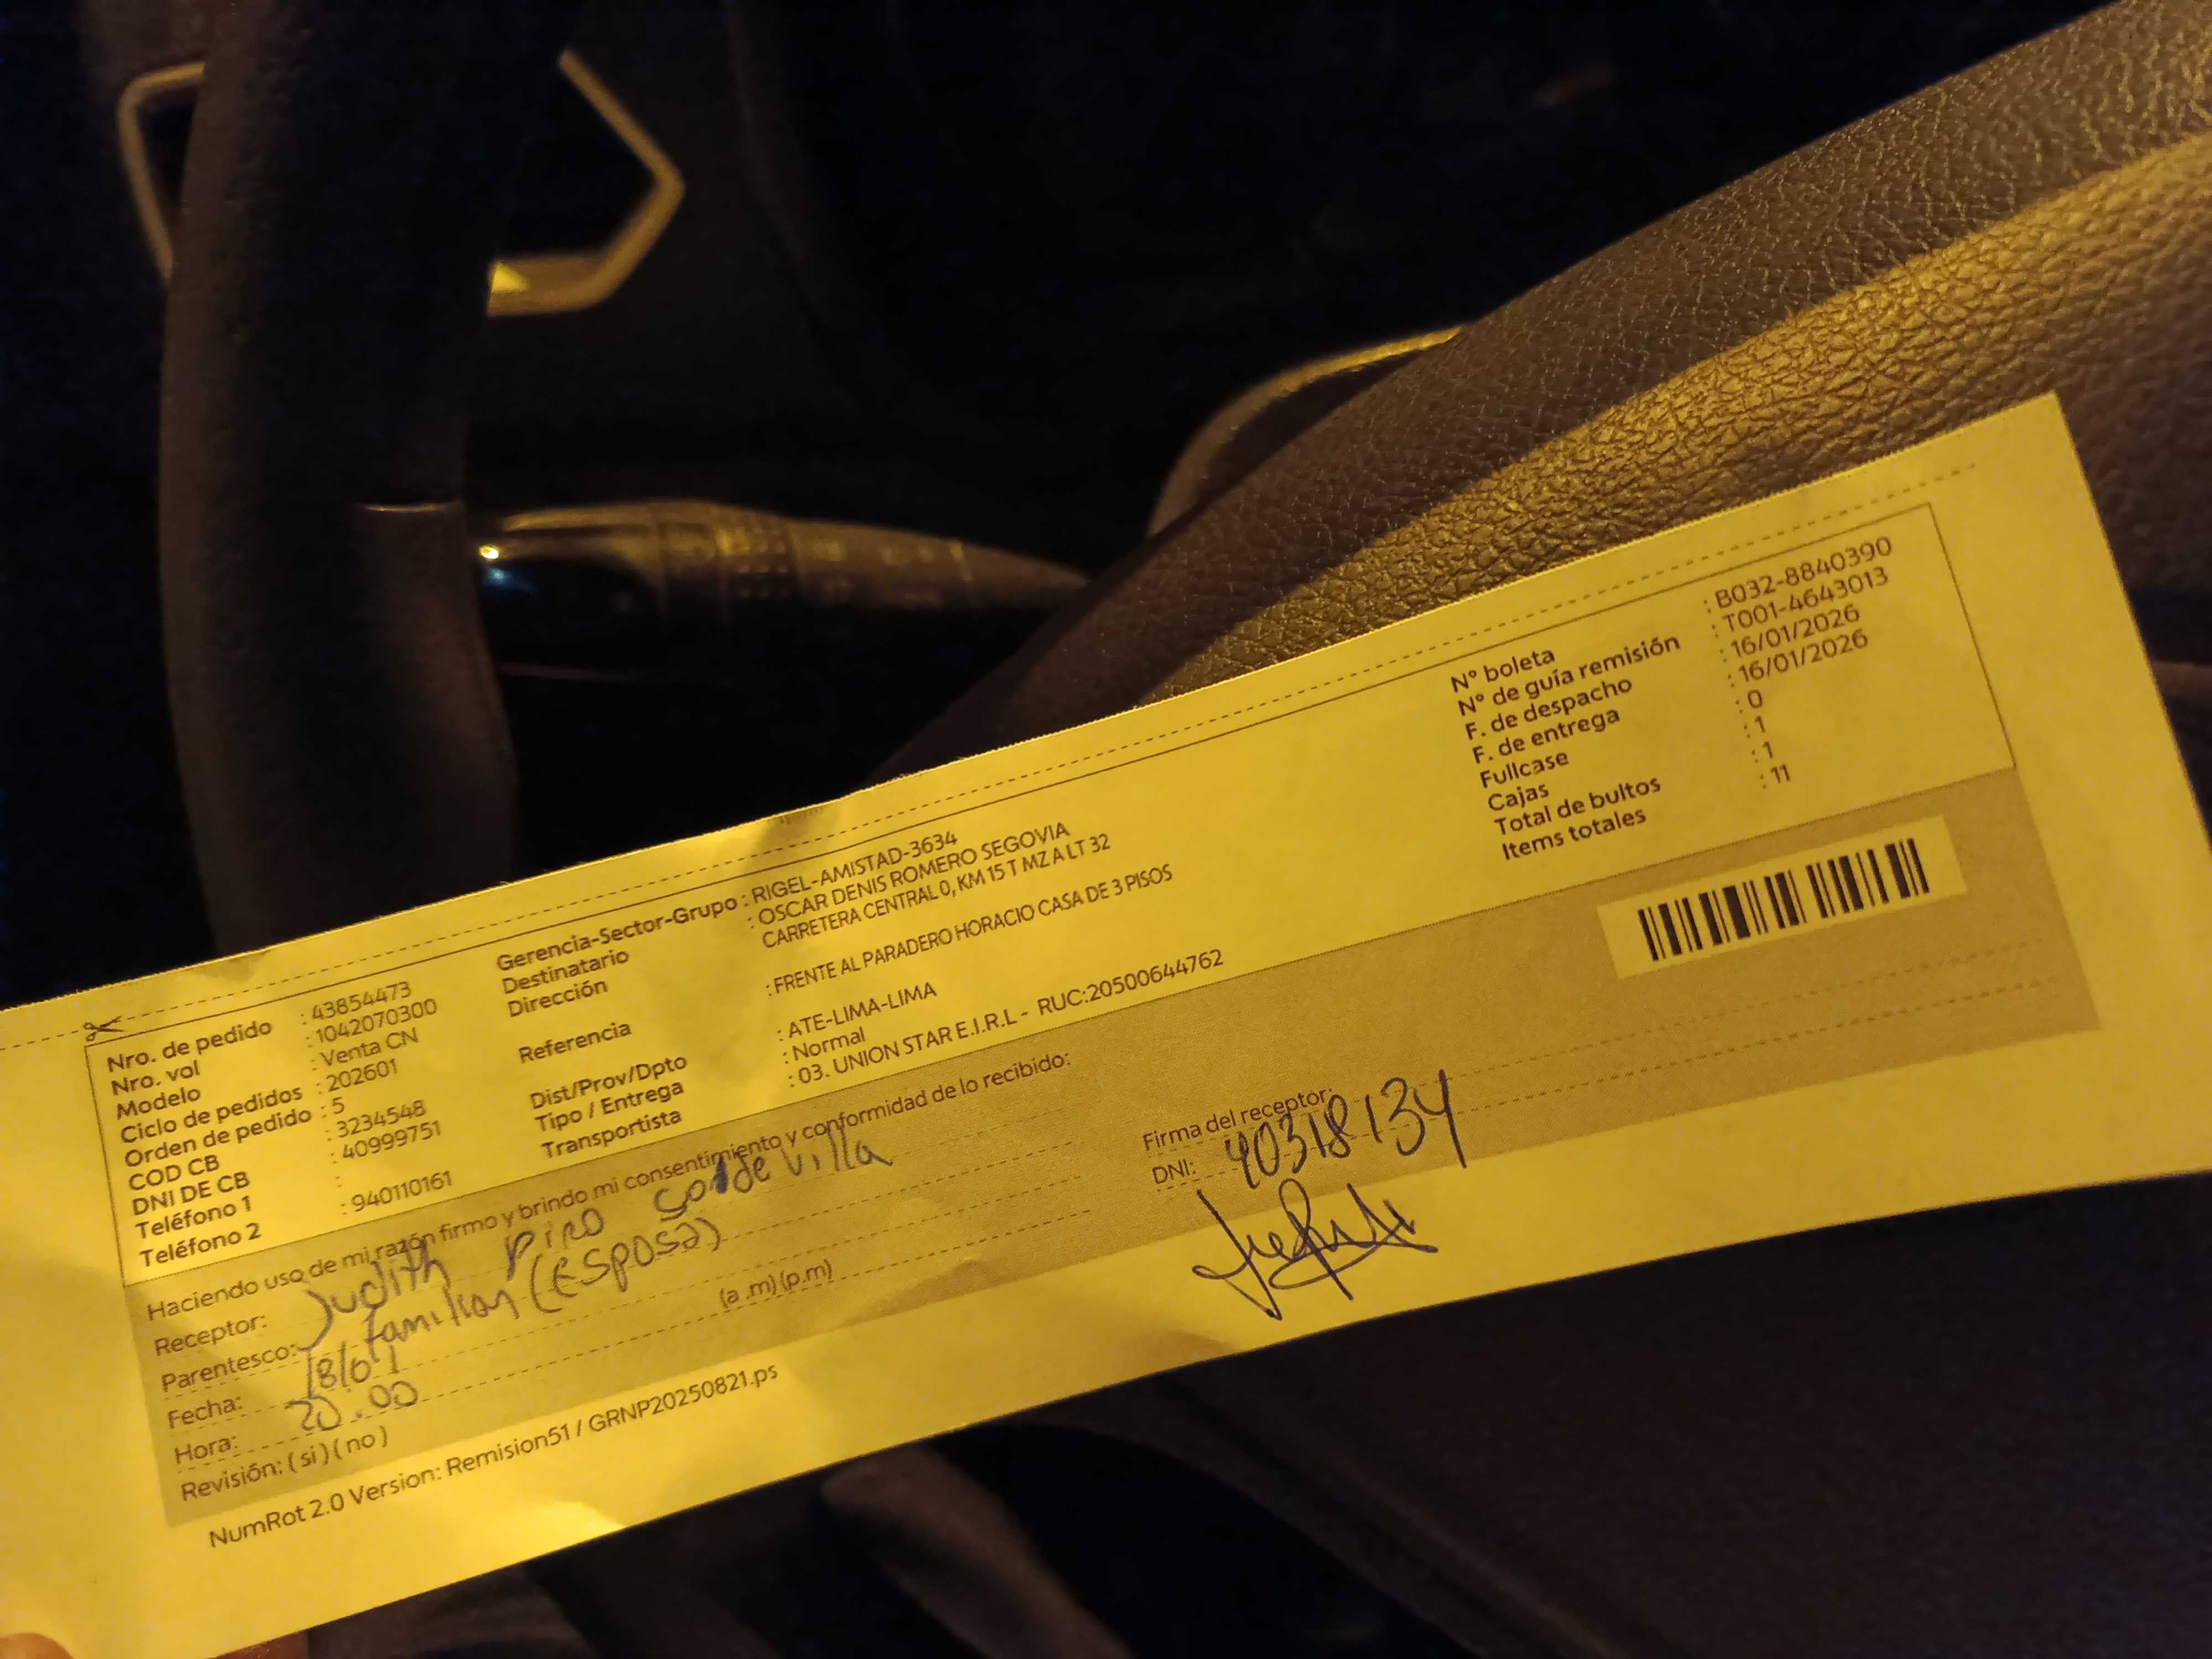 Nro. de pedido : 43854473
Nro. vol : 1042070300
Modelo : Venta CN
Ciclo de pedidos : 202601
Orden de pedido : 5
COD CB : 3234548
DNI DE CB : 40999751
Teléfono 1 :
Teléfono 2 : 940110161
Gerencia-Sector-Grupo : RIGEL-AMISTAD-3634
Destinatario : OSCAR DENIS ROMERO SEGOVIA
Dirección CARRETERA CENTRAL 0, KM 15 T MZ A LT 32
Referencia : FRENTE AL PARADERO HORACIO CASA DE 3 PISOS
Dist/Prov/Dpto : ATE-LIMA-LIMA
Tipo / Entrega : Normal
Transportista : 03. UNION STAR E.I.R.L - RUC:20500644762
N° boleta : B032-8840390
N° de guía remisión : T001-4643013
F. de despacho : 16/01/2026
F. de entrega : 16/01/2026
Fullcase : 0
Cajas : 1
Total de bultos : 1
Items totales : 11
Haciendo uso de mi razón firmo y brindo mi consentimiento y conformidad de lo recibido:
Receptor: Judith Piro
Parentesco: familiar (Esposa)
Fecha: 18/01
Hora: 20.00 (a .m) (p.m)
Revisión: ( si ) ( no )
Firma del receptor:
DNI: 40318134
NumRot 2.0 Version: Remision51 / GRNP20250821.ps